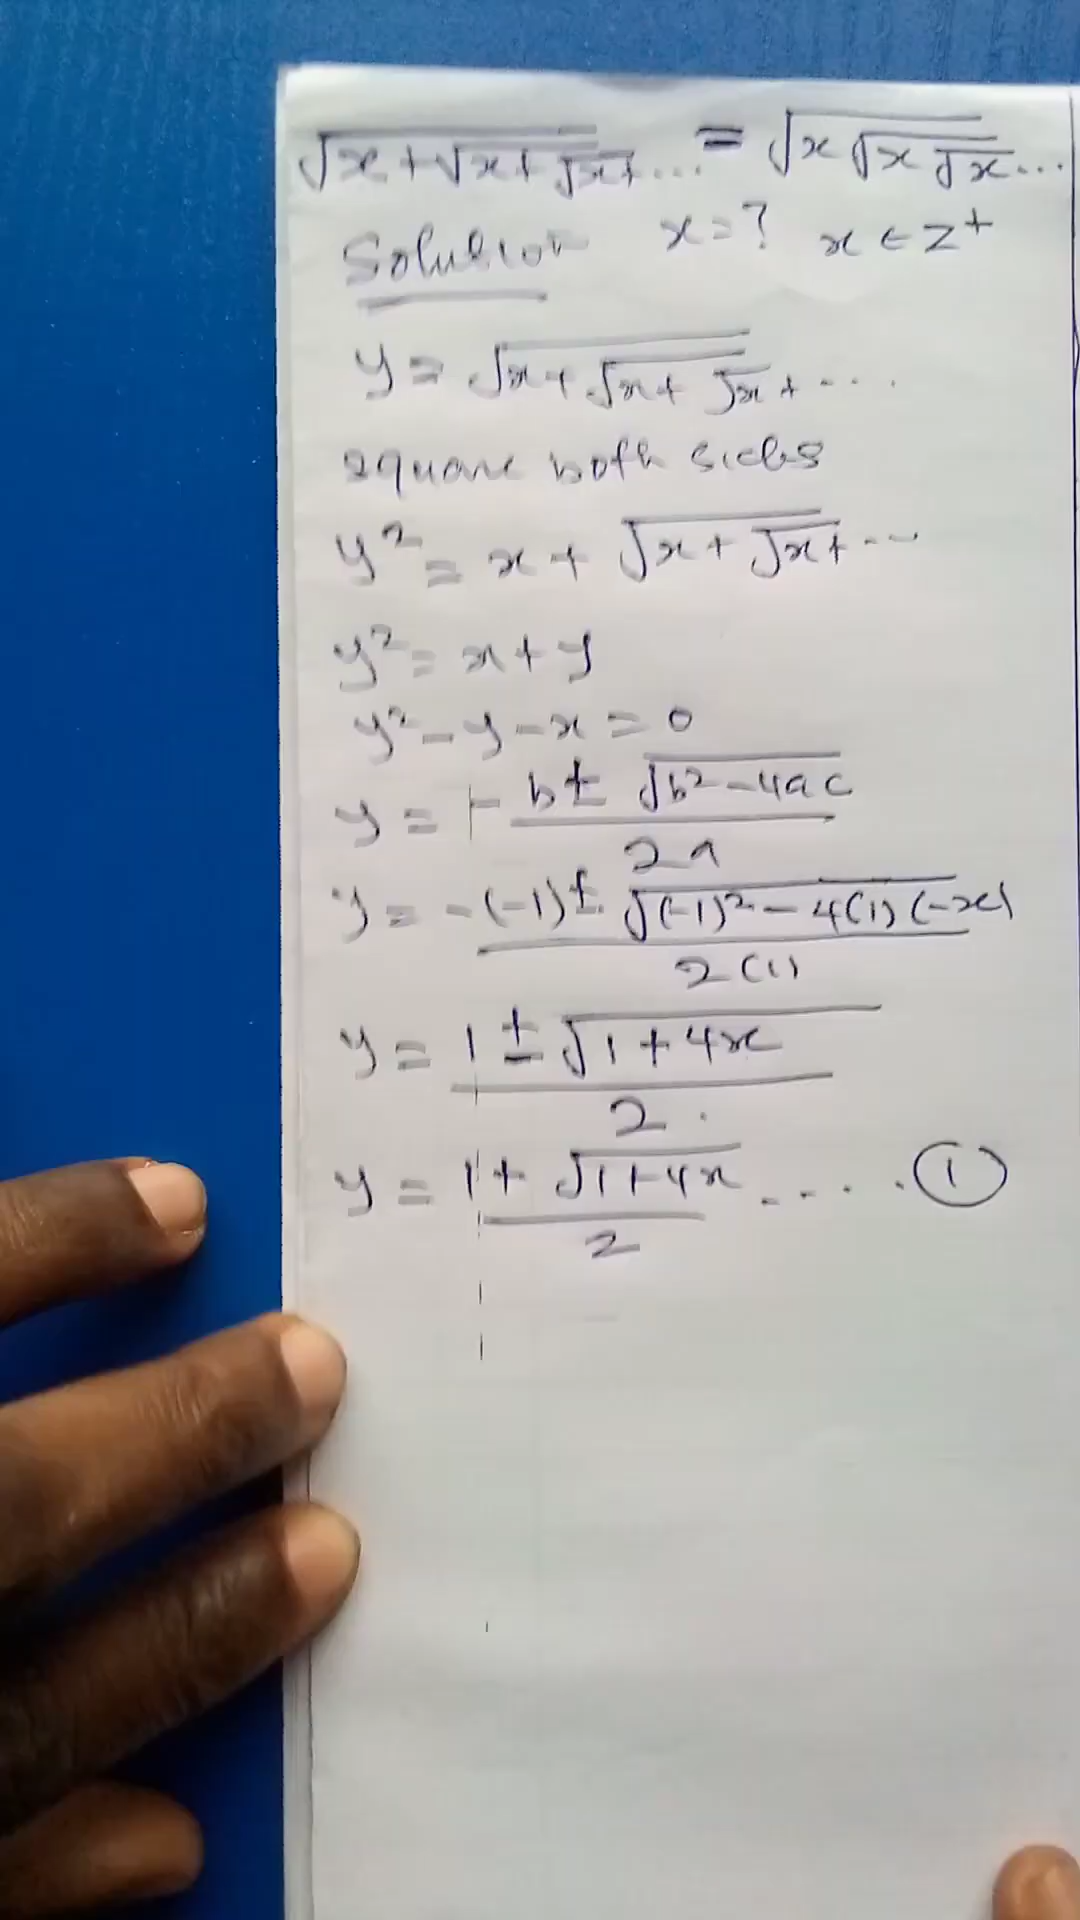 √x+√x+√x+... = √x√x√x...
Solution x=? x∈Z+
y = √x+√x+√x+....
square both sides
y² = x + √x+√x+...
y² = x + y
y² - y - x = 0
y = -b ± √b²-4ac
2a
y = -(-1) ± √(-1)² - 4(1)(-x)
2(1)
y = 1 ± √1+4x
2
y = 1 + √1+4x ..... ①
2